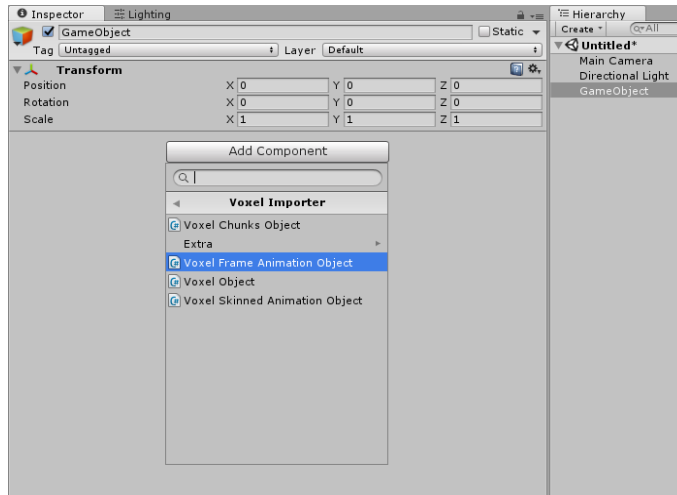 Inspector
Lighting
GameObject
Static
Tag Untagged Layer Default
Transform
Position X 0 Y 0 Z 0
Rotation X 0 Y 0 Z 0
Scale X 1 Y 1 Z 1
Add Component
Voxel Importer
Voxel Chunks Object
Extra
Voxel Frame Animation Object
Voxel Object
Voxel Skinned Animation Object
Hierarchy
Create All
Untitled*
Main Camera
Directional Light
GameObject